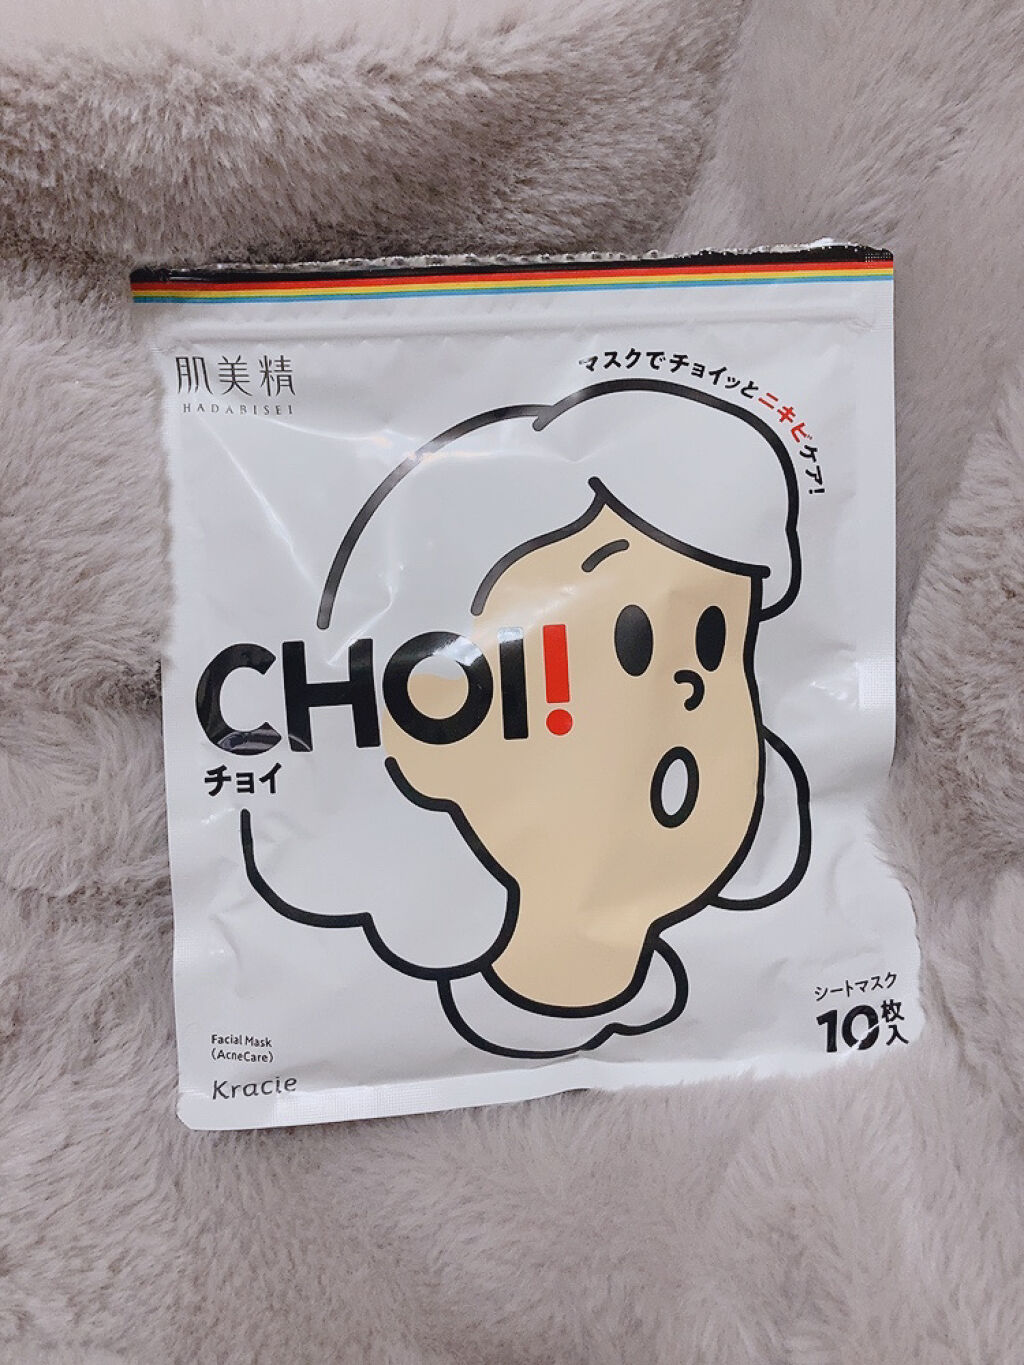 肌美精
HADABISEI
マスクでチョイッとニキビケア!
CHOI!
チョイ
シートマスク
10枚入
Facial Mask
(AcneCare)
Kracie